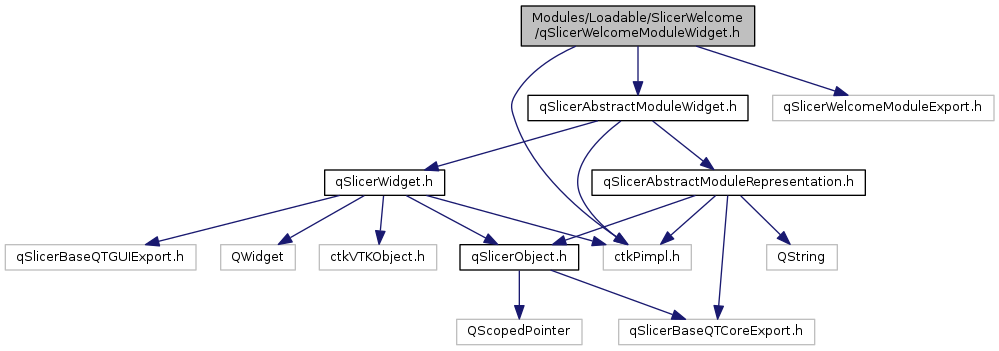 Modules/Loadable/SlicerWelcome
/qSlicerWelcomeModuleWidget.h
qSlicerAbstractModuleWidget.h
qSlicerWelcomeModuleExport.h
qSlicerWidget.h
qSlicerAbstractModuleRepresentation.h
qSlicerBaseQTGUIExport.h
QWidget
ctkVTKObject.h
qSlicerObject.h
ctkPimpl.h
QString
QScopedPointer
qSlicerBaseQTCoreExport.h